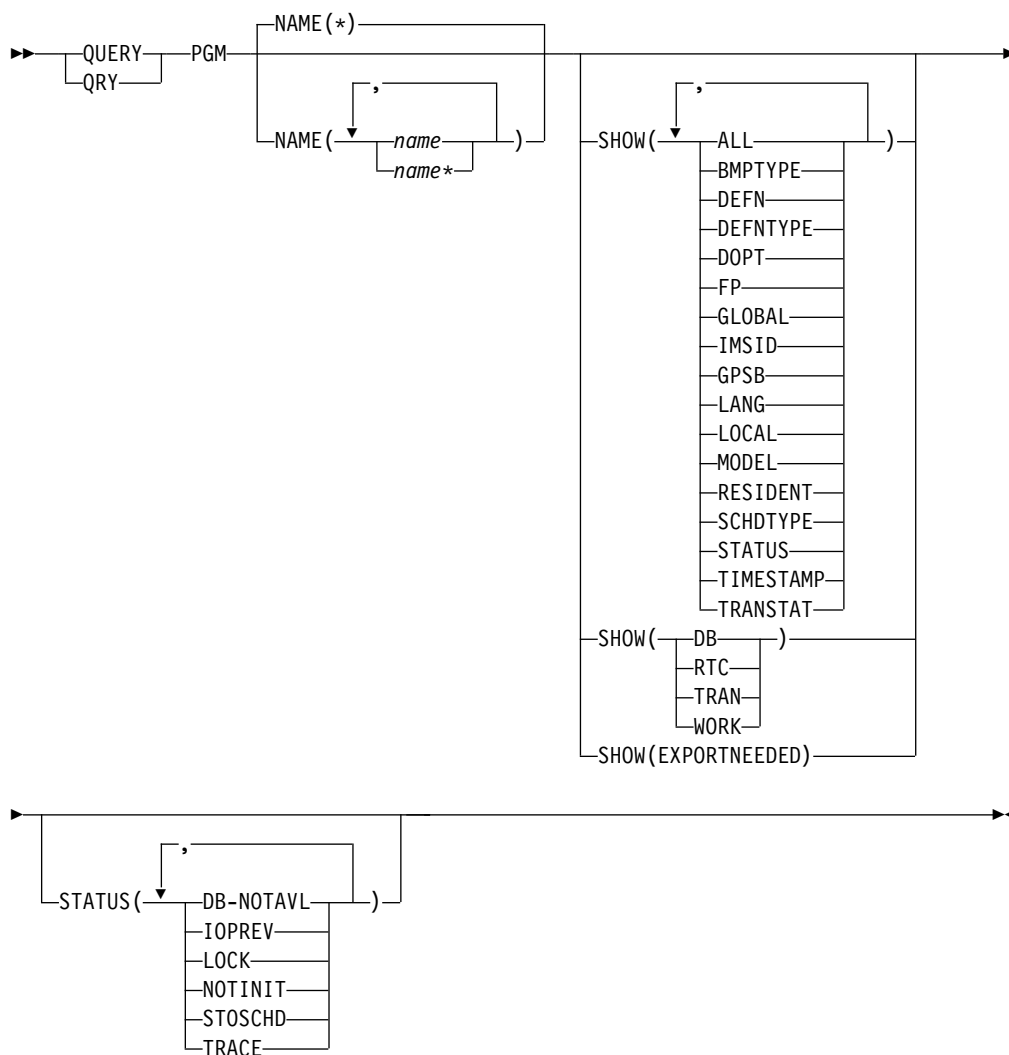 NAME(*)
QUERY PGM
QRY
,
NAME( name )
name*
,
SHOW( ALL )
BMPTYPE
DEFN
DEFNTYPE
DOPT
FP
GLOBAL
IMSID
GPSB
LANG
LOCAL
MODEL
RESIDENT
SCHDTYPE
STATUS
TIMESTAMP
TRANSTAT
SHOW( DB )
RTC
TRAN
WORK
SHOW(EXPORTNEEDED)
,
STATUS( DB-NOTAVL )
IOPREV
LOCK
NOTINIT
STOSCHD
TRACE